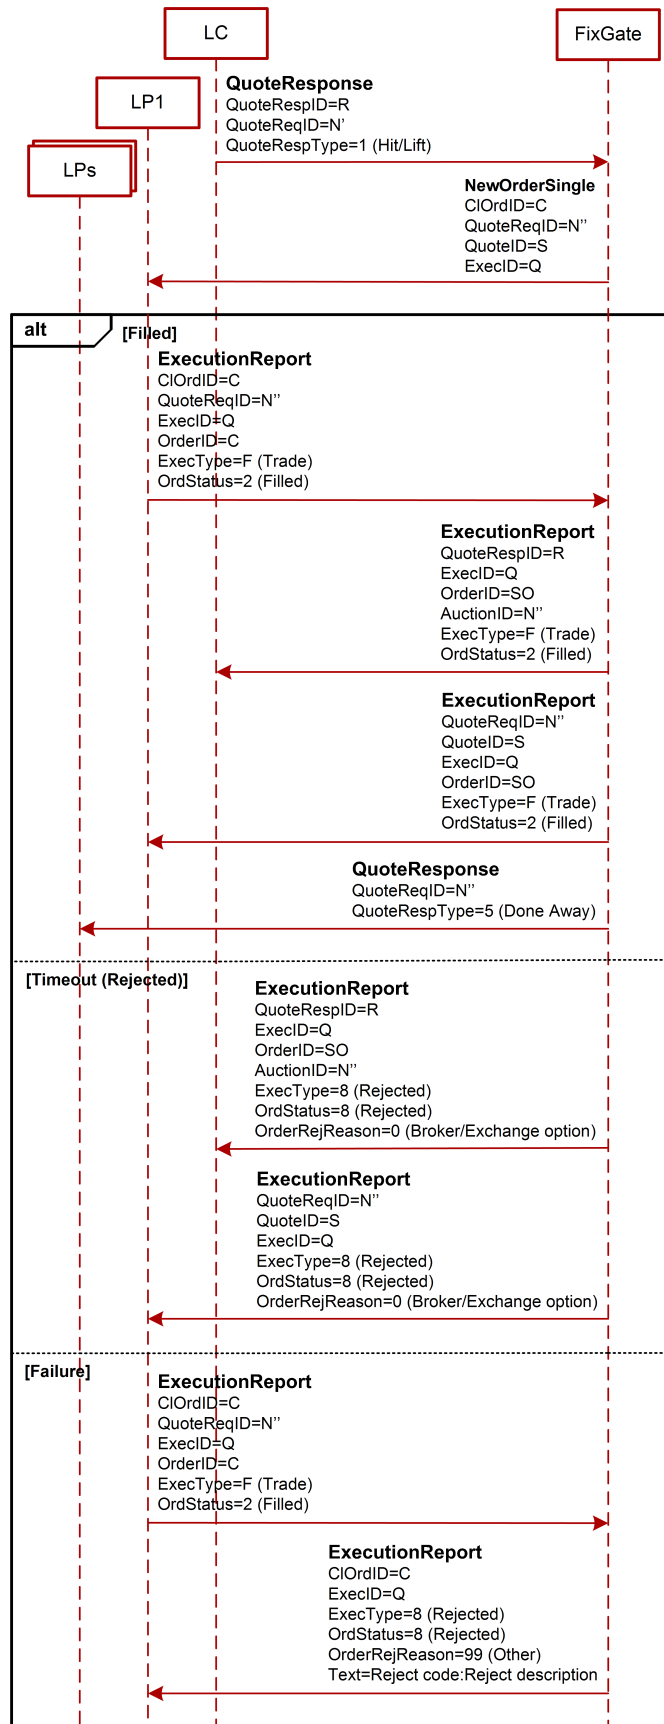 LC
FixGate
LP1
LPs
QuoteResponse
QuoteRespID=R
QuoteReqID=N'
QuoteRespType=1 (Hit/Lift)
NewOrderSingle
ClOrdID=C
QuoteReqID=N''
QuoteID=S
ExecID=Q
alt
[Filled]
ExecutionReport
ClOrdID=C
QuoteReqID=N''
ExecID=Q
OrderID=C
ExecType=F (Trade)
OrdStatus=2 (Filled)
ExecutionReport
QuoteRespID=R
ExecID=Q
OrderID=SO
AuctionID=N''
ExecType=F (Trade)
OrdStatus=2 (Filled)
ExecutionReport
QuoteReqID=N''
QuoteID=S
ExecID=Q
OrderID=SO
ExecType=F (Trade)
OrdStatus=2 (Filled)
QuoteResponse
QuoteReqID=N''
QuoteRespType=5 (Done Away)
[Timeout (Rejected)]
ExecutionReport
QuoteRespID=R
ExecID=Q
OrderID=SO
AuctionID=N''
ExecType=8 (Rejected)
OrdStatus=8 (Rejected)
OrderRejReason=0 (Broker/Exchange option)
ExecutionReport
QuoteReqID=N''
QuoteID=S
ExecID=Q
ExecType=8 (Rejected)
OrdStatus=8 (Rejected)
OrderRejReason=0 (Broker/Exchange option)
[Failure]
ExecutionReport
ClOrdID=C
QuoteReqID=N''
ExecID=Q
OrderID=C
ExecType=F (Trade)
OrdStatus=2 (Filled)
ExecutionReport
ClOrdID=C
ExecID=Q
ExecType=8 (Rejected)
OrdStatus=8 (Rejected)
OrderRejReason=99 (Other)
Text=Reject code:Reject description